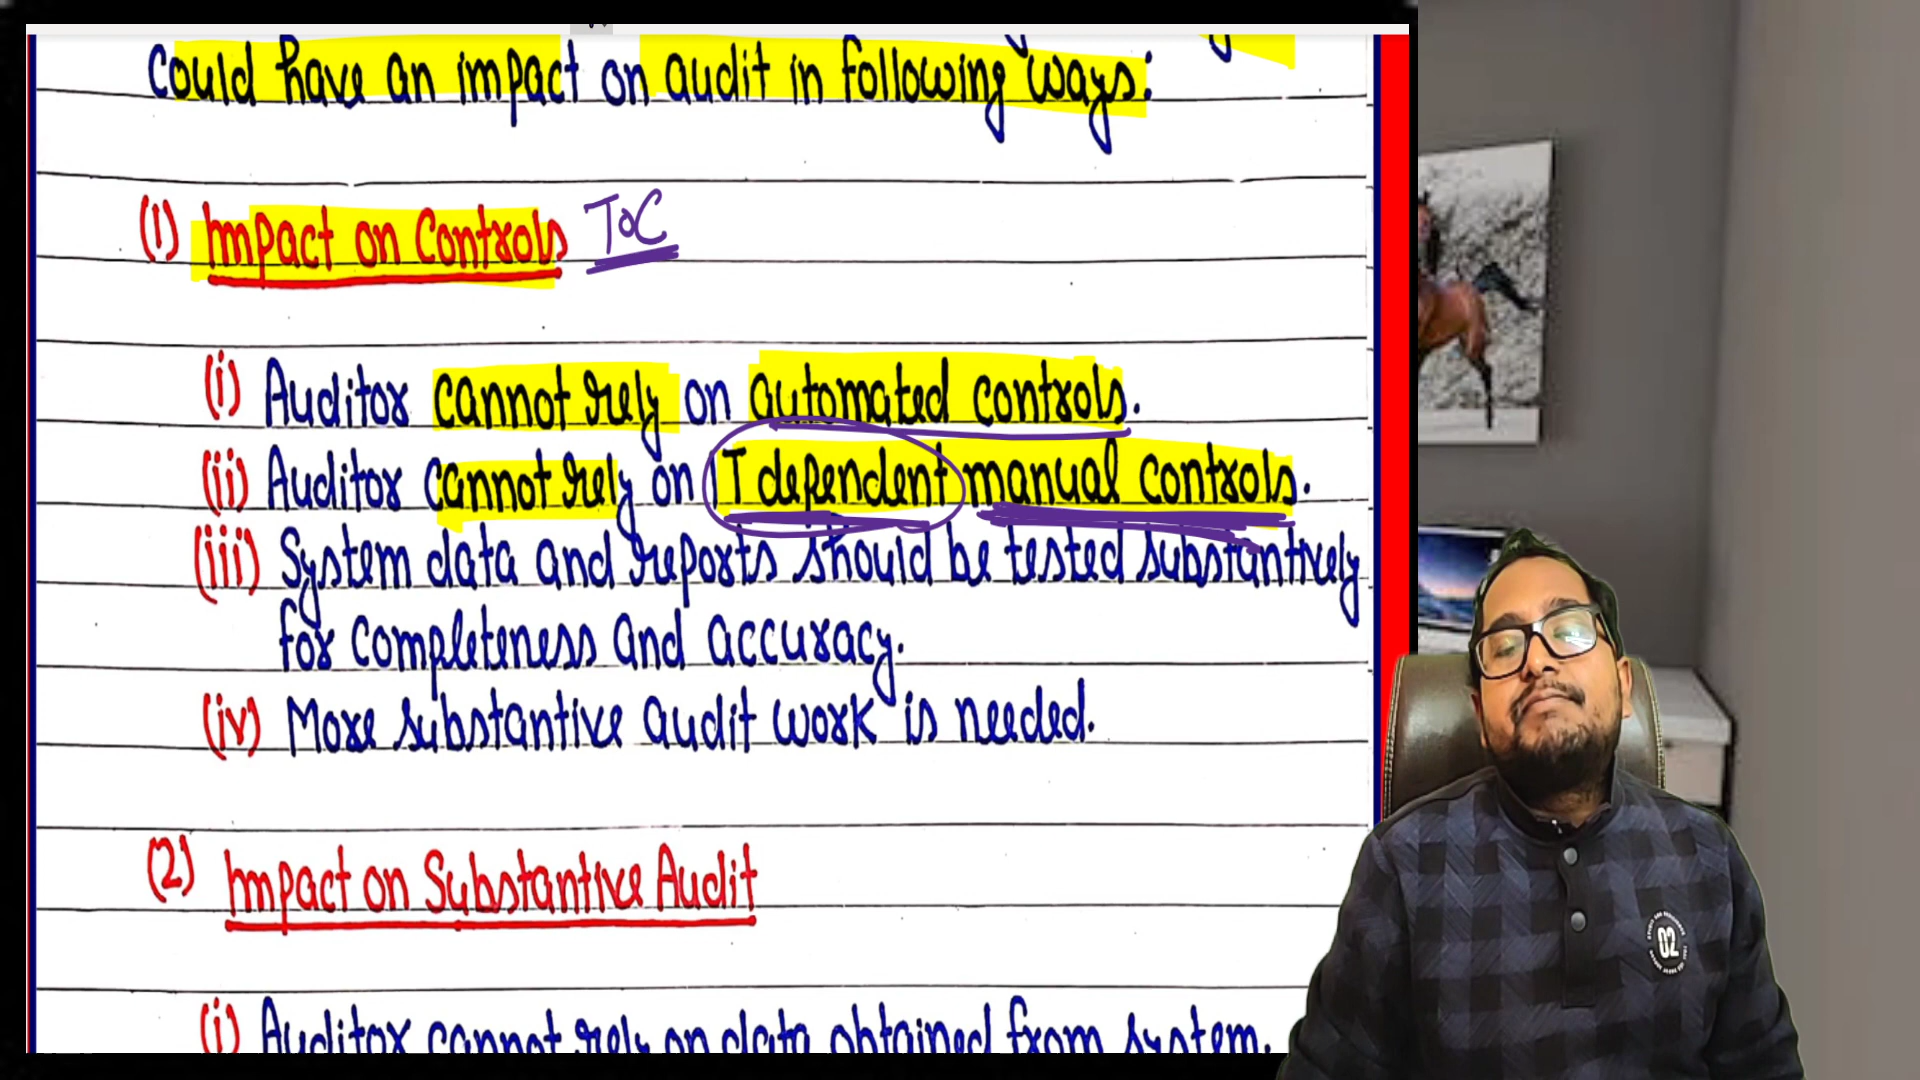 could have an impact on audit in following ways:
(1) Impact on Controls ToC
(i) Auditor cannot rely on automated controls.
(ii) Auditor cannot rely on IT dependent manual controls.
(iii) System data and reports should be tested substantively
for completeness and accuracy.
(iv) More substantive audit work is needed.
(2) Impact on Substantive Audit
(i) Auditor cannot rely on data obtained from system.
02